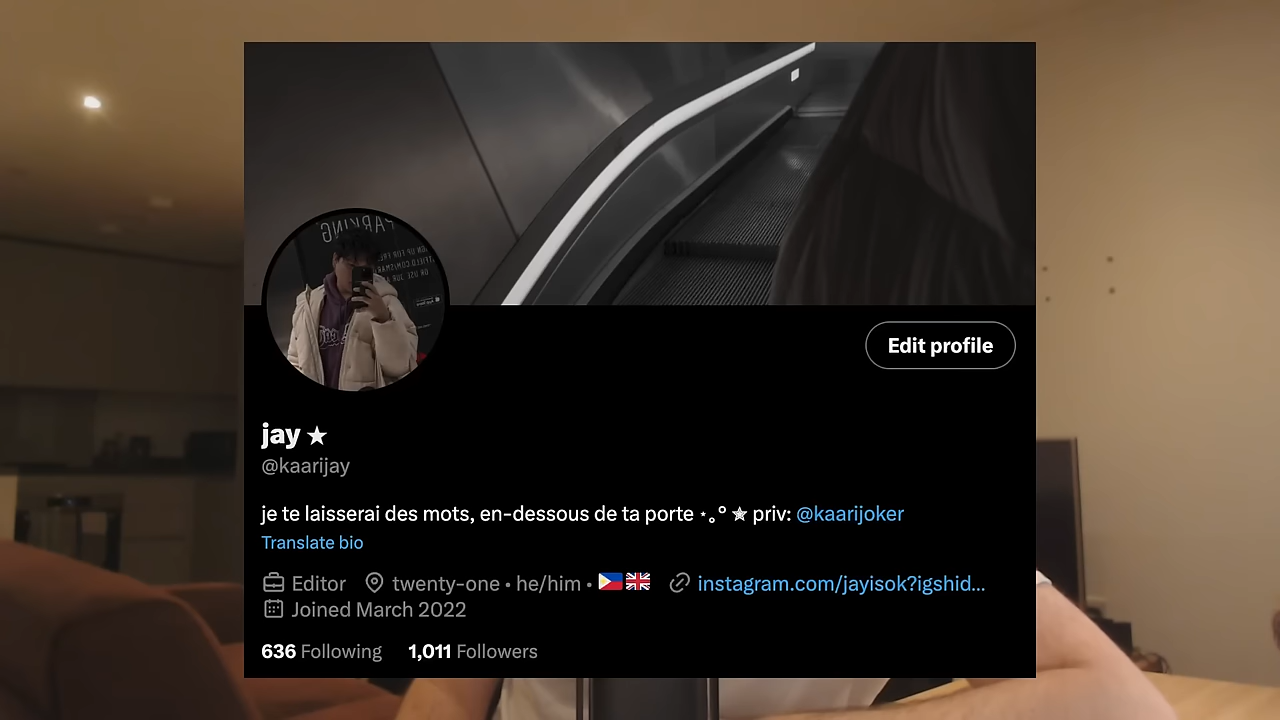 PARKING
Edit profile
jay ★
@kaarijay
je te laisserai des mots, en-dessous de ta porte ⋆｡° ✭ priv: @kaarijoker
Translate bio
Editor twenty-one • he/him • 🇵🇭🇬🇧 instagram.com/jayisok?igshid...
Joined March 2022
636 Following 1,011 Followers